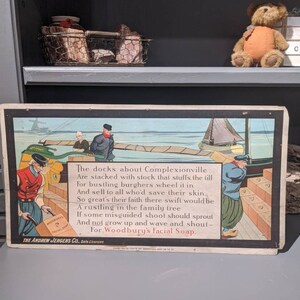 The docks about Complexionville
Are stacked with stock that stuffs the till
For hustling burghers wheel it in
And sell to all who'd save their skin.
So great's their faith there swift would be
A rustling in the family tree
If some misguided shoot should sprout
And not grow up and wave and shout—
For Woodbury's Facial Soap.
THE ANDREW JERGENS CO.